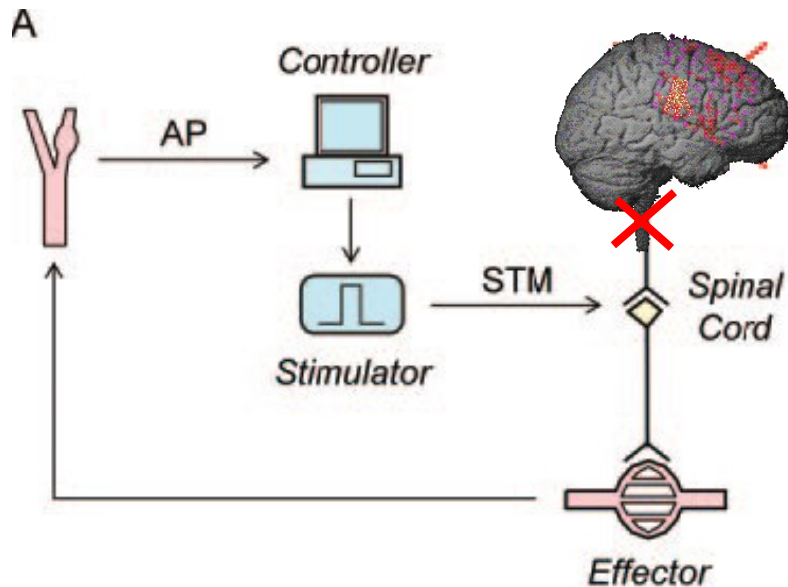 A
Controller
AP
STM
Spinal
Cord
Stimulator
Effector